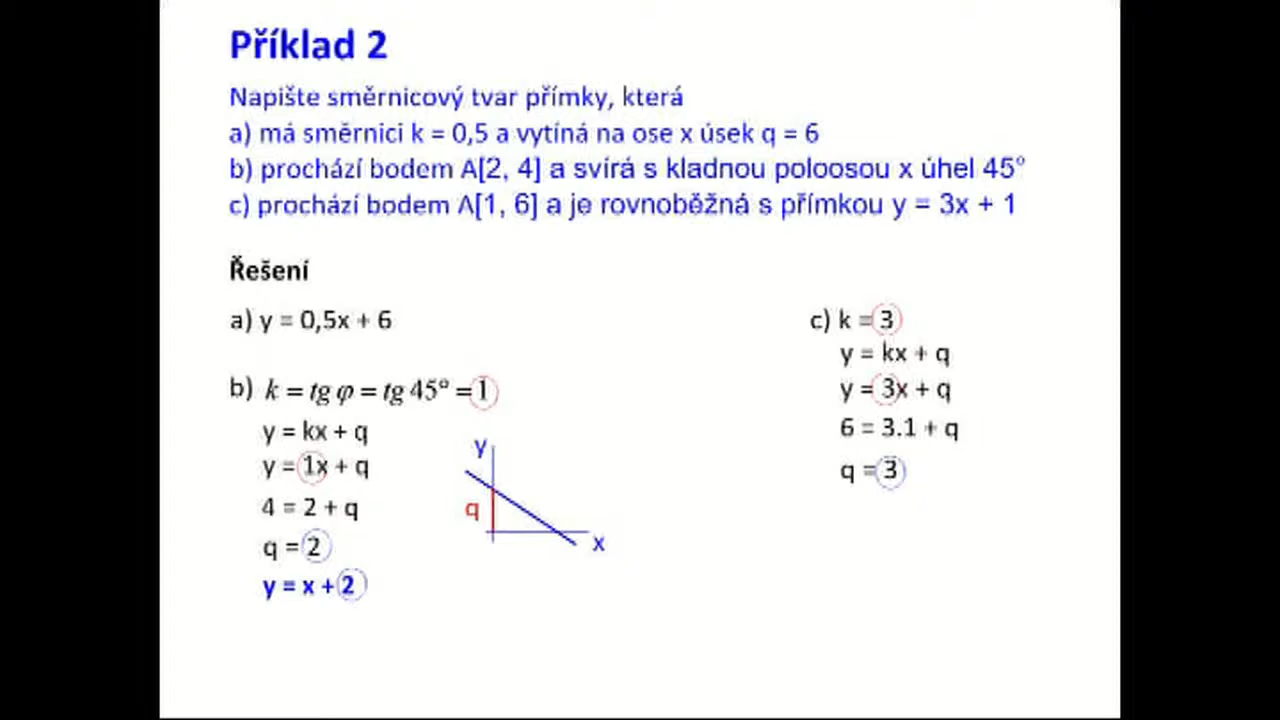 Příklad 2
Napište směrnicový tvar přímky, která
a) má směrnici k = 0,5 a vytíná na ose x úsek q = 6
b) prochází bodem A[2, 4] a svírá s kladnou poloosou x úhel 45°
c) prochází bodem A[1, 6] a je rovnoběžná s přímkou y = 3x + 1
Řešení
a) y = 0,5x + 6
b) k = tg φ = tg 45° = 1
y = kx + q
y = 1x + q
4 = 2 + q
q = 2
y = x + 2
y
q
x
c) k = 3
y = kx + q
y = 3x + q
6 = 3.1 + q
q = 3